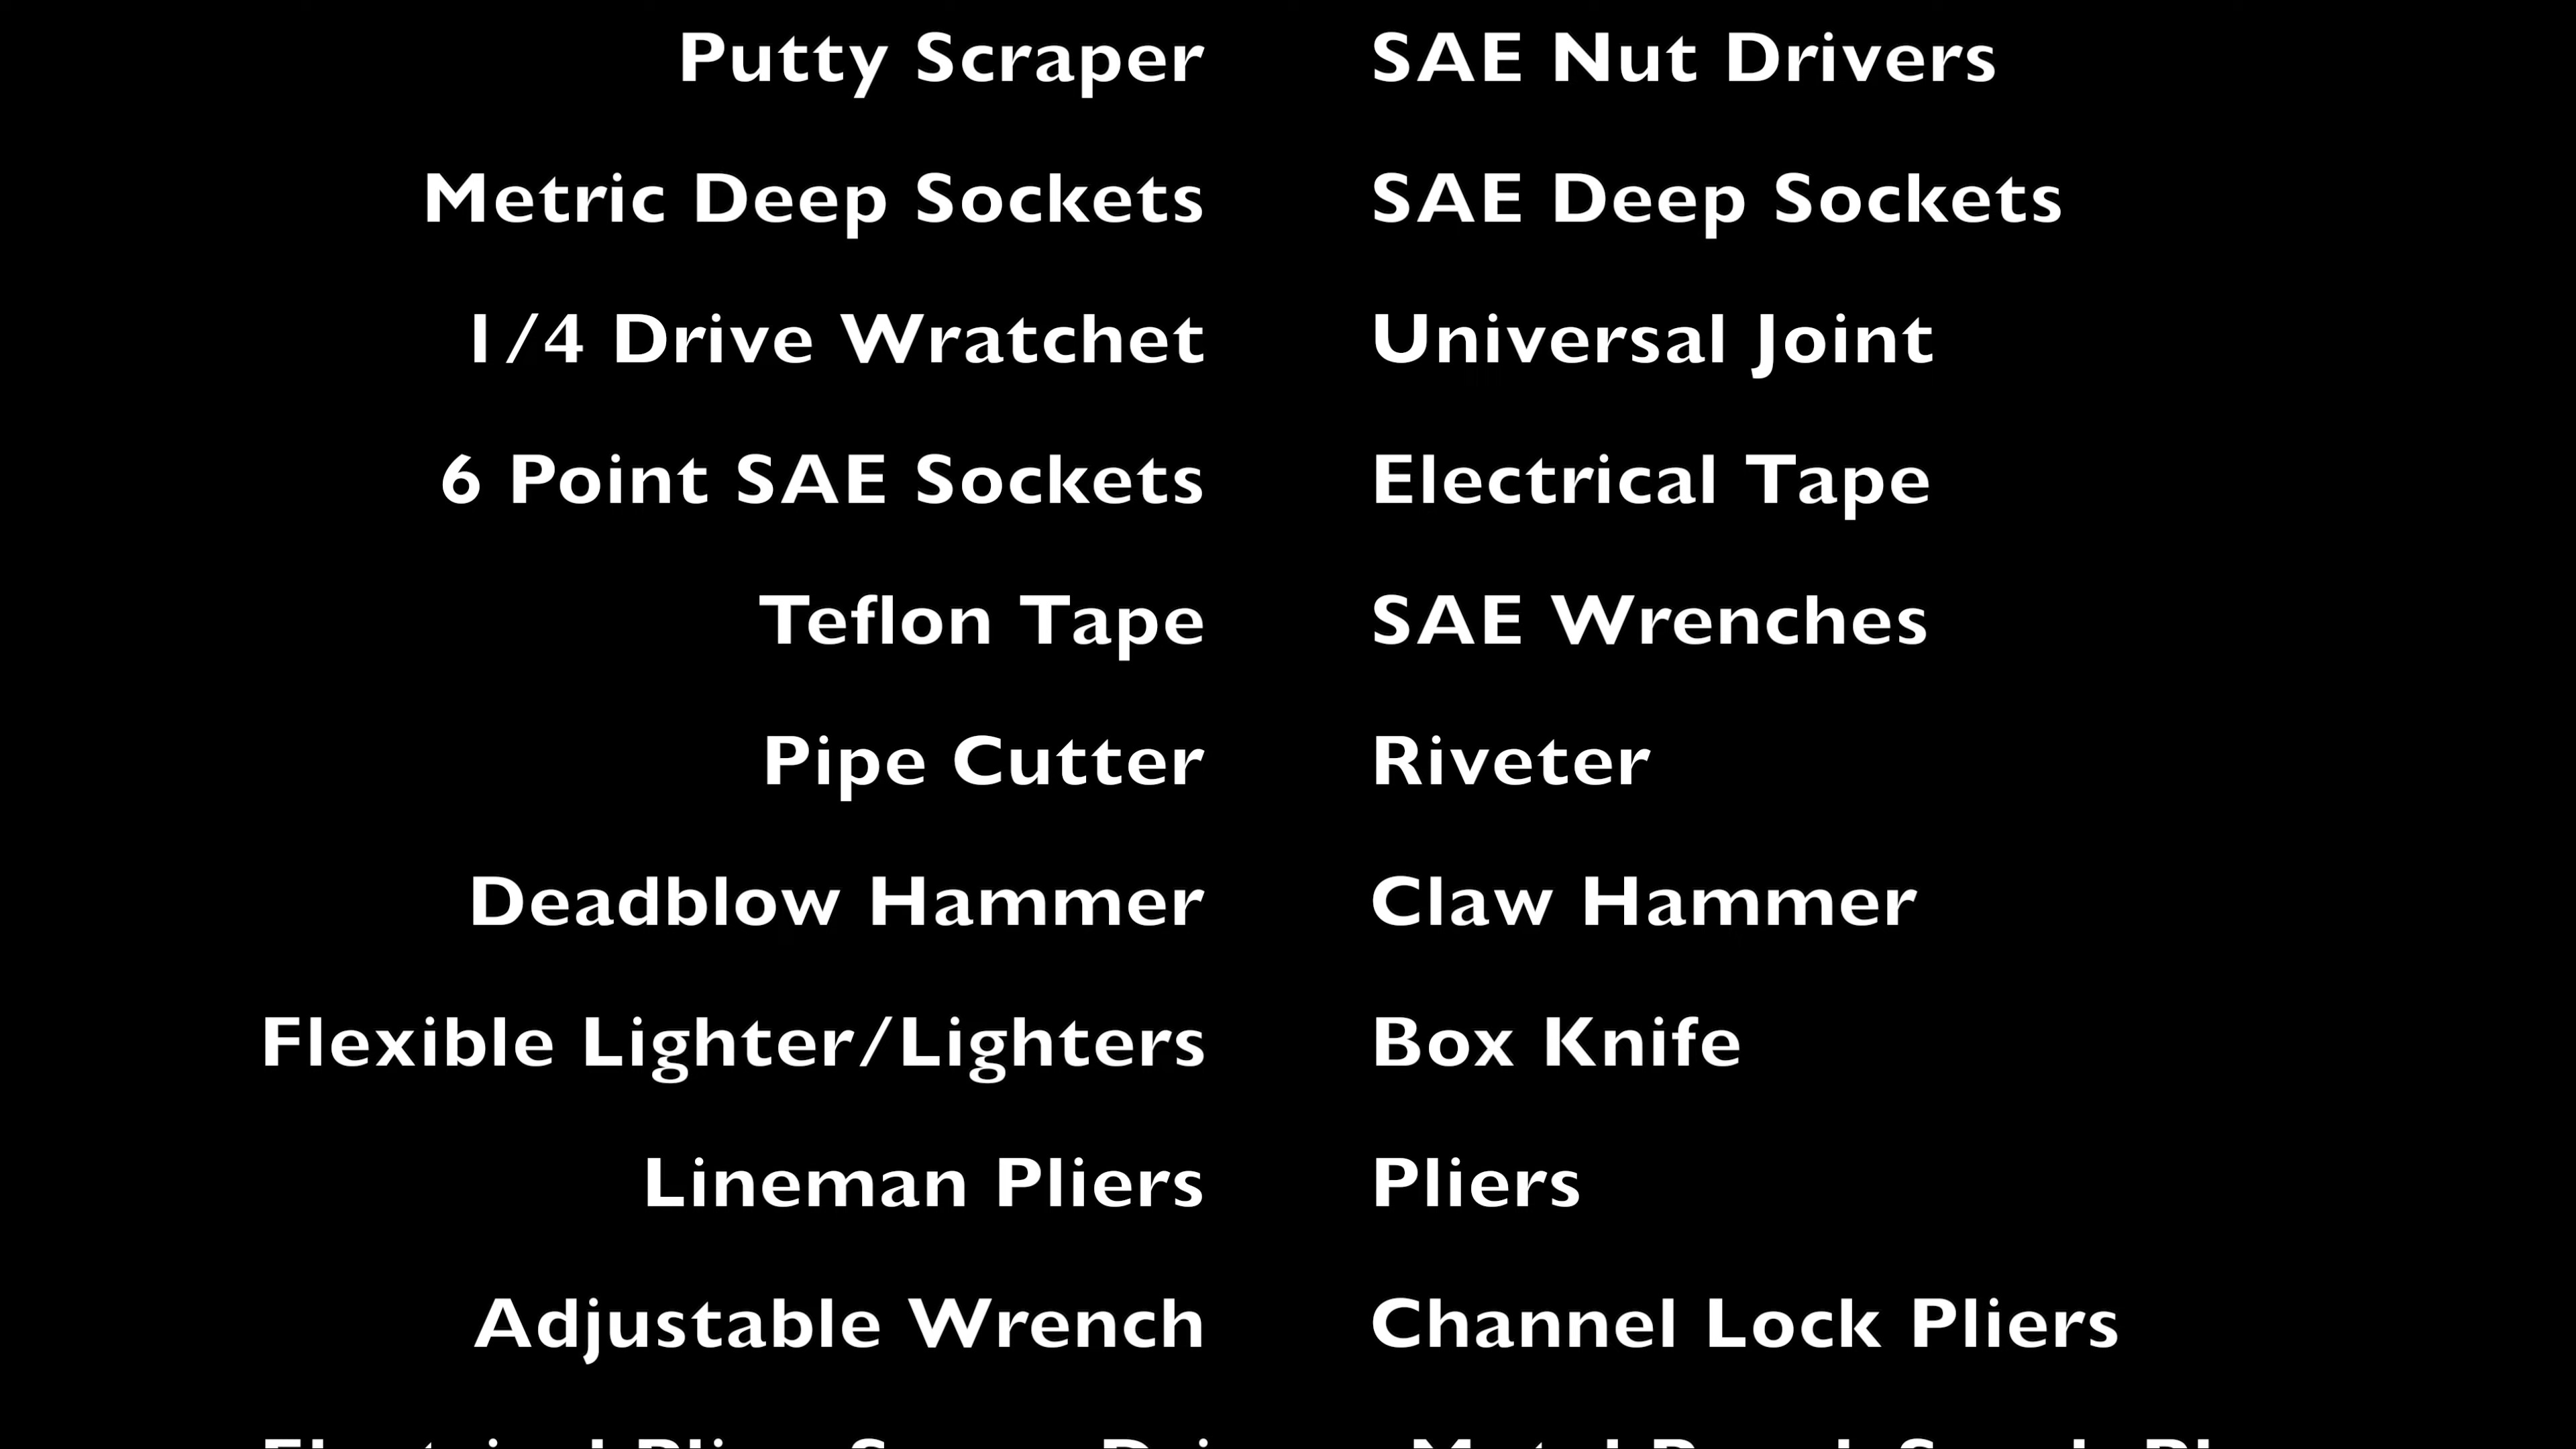 Putty Scraper SAE Nut Drivers
Metric Deep Sockets SAE Deep Sockets
1/4 Drive Wratchet Universal Joint
6 Point SAE Sockets Electrical Tape
Teflon Tape SAE Wrenches
Pipe Cutter Riveter
Deadblow Hammer Claw Hammer
Flexible Lighter/Lighters Box Knife
Lineman Pliers Pliers
Adjustable Wrench Channel Lock Pliers